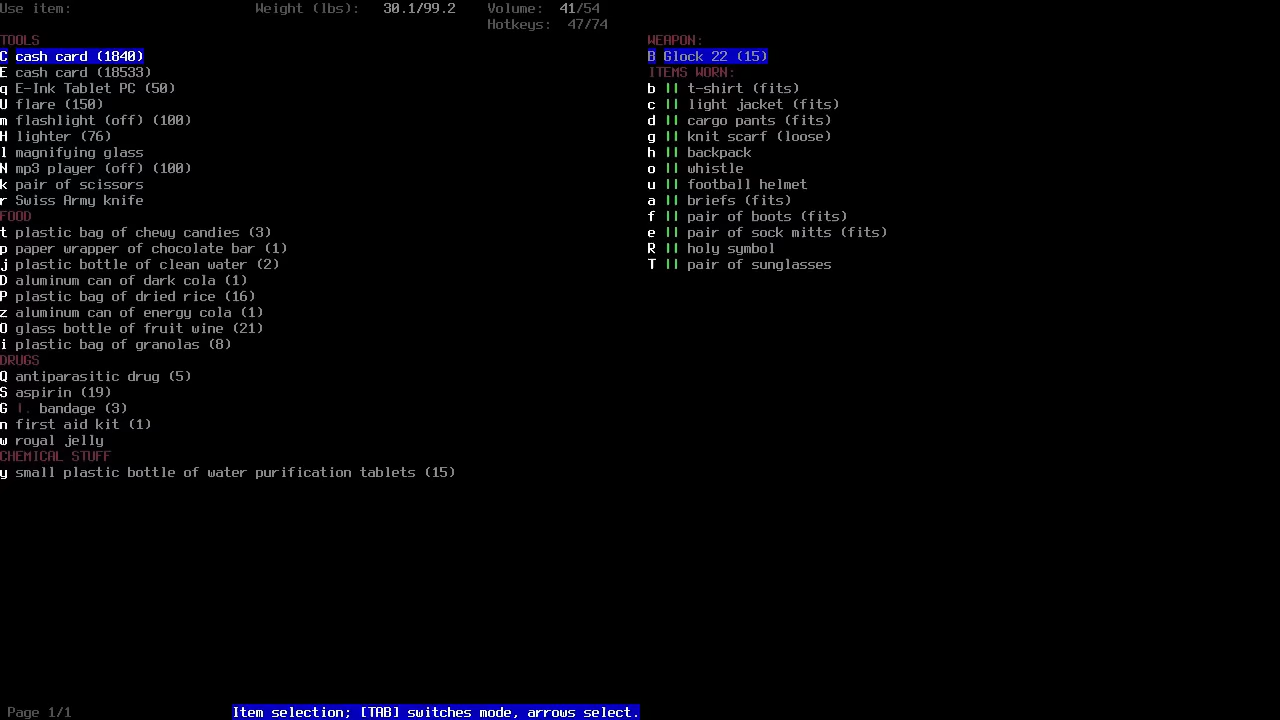 Use item: Weight (lbs): 30.1/99.2 Volume: 41/54
Hotkeys: 47/74
TOOLS
C cash card (1840)
E cash card (18533)
q E-Ink Tablet PC (50)
U flare (150)
m flashlight (off) (100)
H lighter (76)
l magnifying glass
N mp3 player (off) (100)
k pair of scissors
r Swiss Army knife
FOOD
t plastic bag of chewy candies (3)
p paper wrapper of chocolate bar (1)
j plastic bottle of clean water (2)
D aluminum can of dark cola (1)
P plastic bag of dried rice (16)
z aluminum can of energy cola (1)
O glass bottle of fruit wine (21)
i plastic bag of granolas (8)
DRUGS
Q antiparasitic drug (5)
S aspirin (19)
G I. bandage (3)
n first aid kit (1)
w royal jelly
CHEMICAL STUFF
y small plastic bottle of water purification tablets (15)
WEAPON:
B Glock 22 (15)
ITEMS WORN:
b || t-shirt (fits)
c || light jacket (fits)
d || cargo pants (fits)
g || knit scarf (loose)
h || backpack
o || whistle
u || football helmet
a || briefs (fits)
f || pair of boots (fits)
e || pair of sock mitts (fits)
R || holy symbol
T || pair of sunglasses
Page 1/1 Item selection; [TAB] switches mode, arrows select.